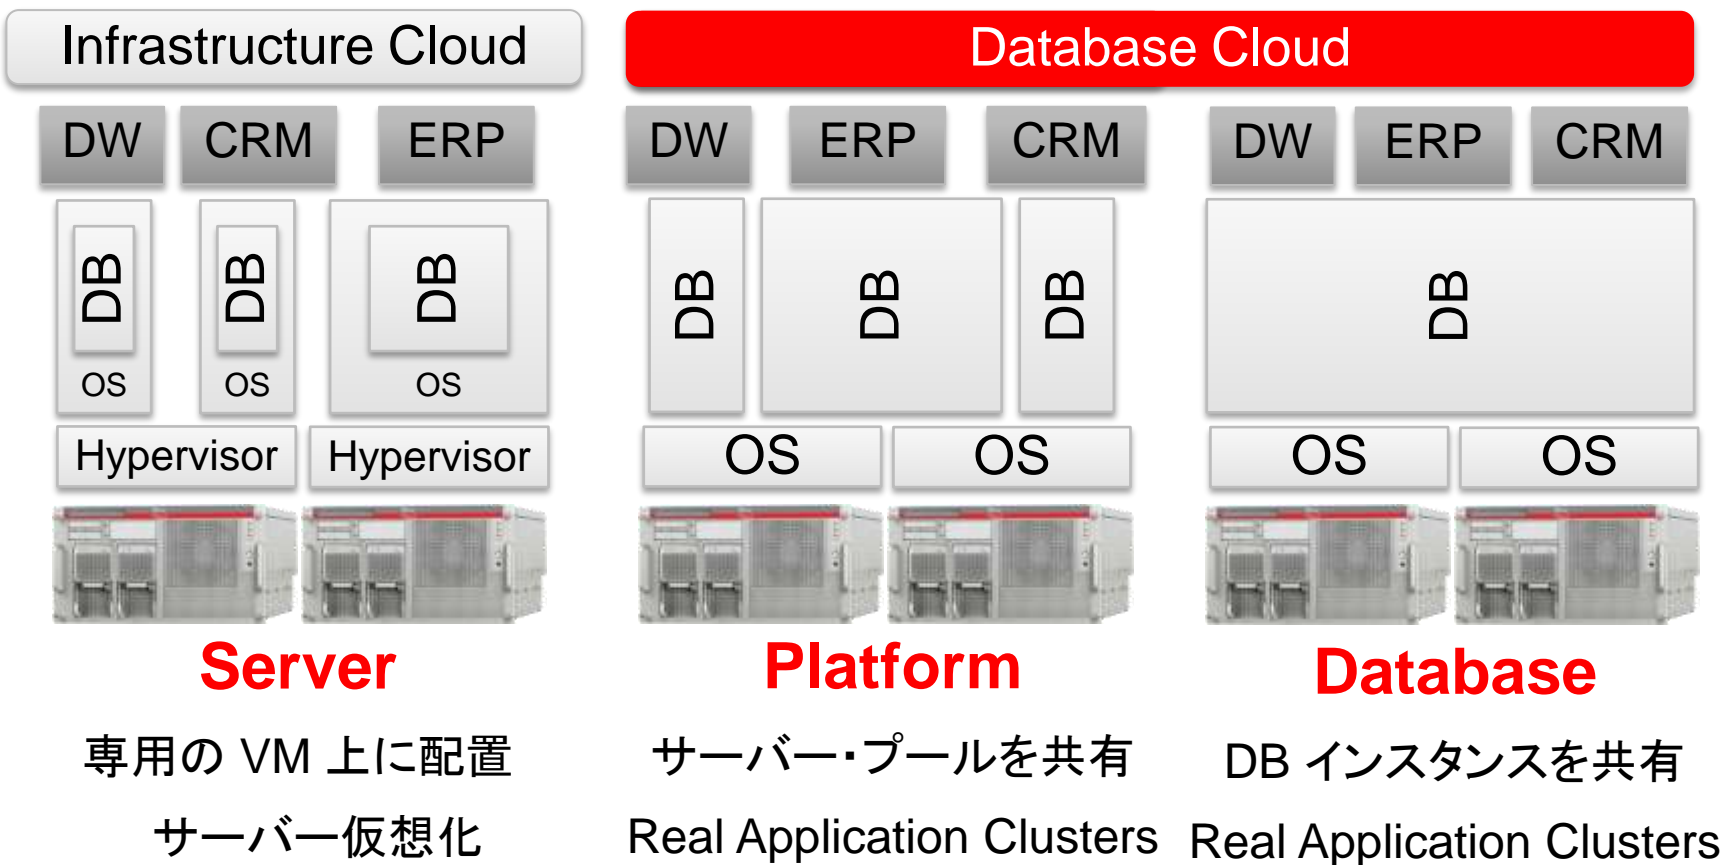 Infrastructure Cloud
Database Cloud
DW CRM ERP
DW ERP CRM
DW ERP CRM
DB DB DB
DB DB DB
DB
OS OS OS
Hypervisor Hypervisor
OS OS
OS OS
Server
Platform
Database
専用の VM 上に配置
サーバー・プールを共有
DB インスタンスを共有
サーバー仮想化
Real Application Clusters
Real Application Clusters